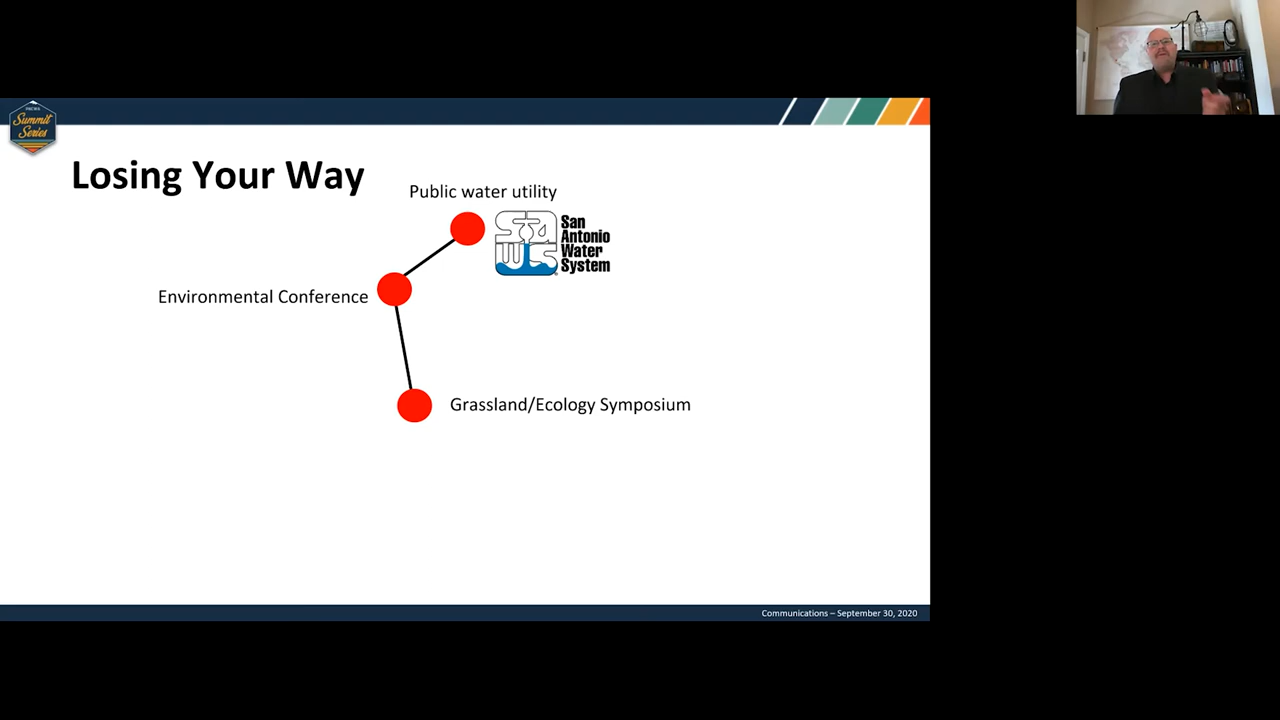 Summit
Series
Losing Your Way
Public water utility
San
Antonio
Water
System
Environmental Conference
Grassland/Ecology Symposium
Communications – September 30, 2020